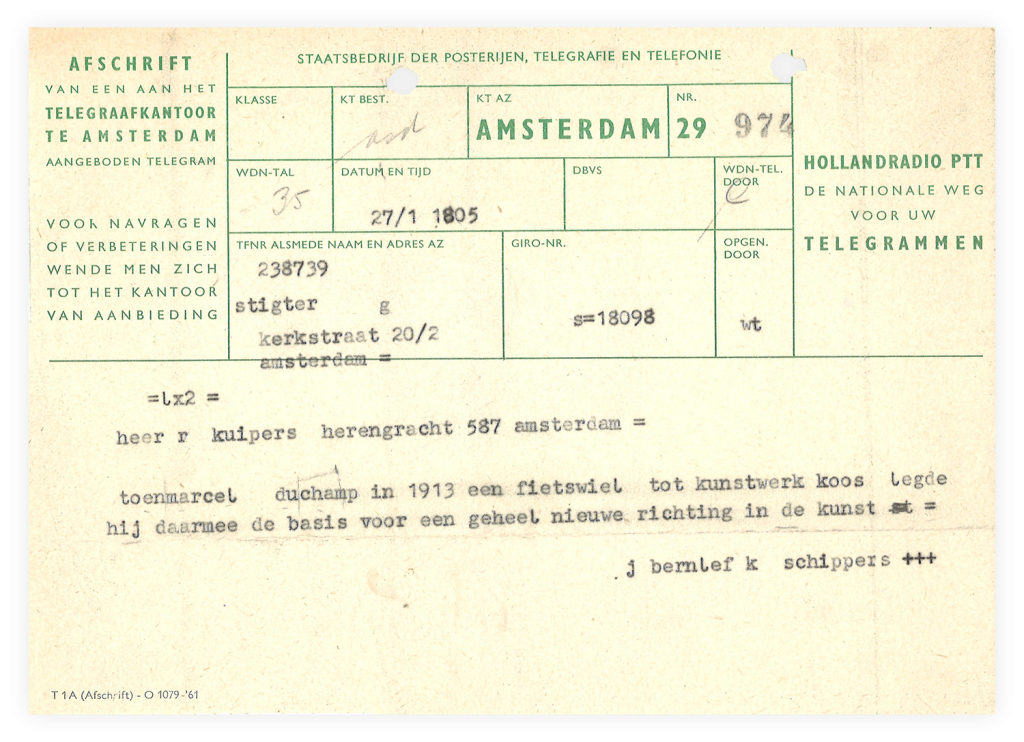 AFSCHRIFT
VAN EEN AAN HET
TELEGRAAFKANTOOR
TE AMSTERDAM
AANGEBODEN TELEGRAM
VOOR NAVRAGEN
OF VERBETERINGEN
WENDE MEN ZICH
TOT HET KANTOOR
VAN AANBIEDING
STAATSBEDRIJF DER POSTERIJEN, TELEGRAFIE EN TELEFONIE
KLASSE
KT BEST.
asd
KT AZ
AMSTERDAM
NR.
29 974
WDN-TAL
35
DATUM EN TIJD
27/1 1805
DBVS
WDN-TEL.
DOOR
TFNR ALSMEDE NAAM EN ADRES AZ
238739
stigter g
kerkstraat 20/2
amsterdam =
GIRO-NR.
s=18098
OPGEN.
DOOR
wt
HOLLANDRADIO PTT
DE NATIONALE WEG
VOOR UW
TELEGRAMMEN
=lx2 =
heer r kuipers herengracht 587 amsterdam =
toenmarcel duchamp in 1913 een fietswiel tot kunstwerk koos legde
hij daarmee de basis voor een geheel nieuwe richting in de kunst st =
j bernlef k schippers +++
T 1A (Afschrift) - O 1079 -'61